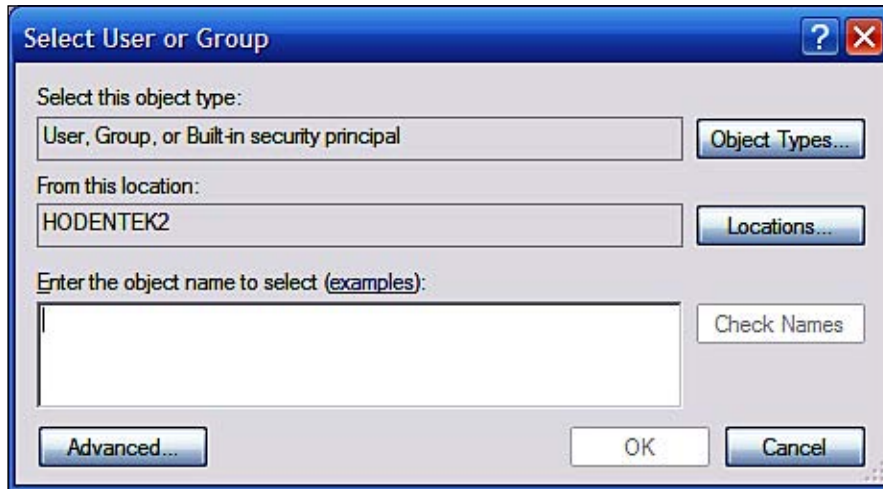 Select User or Group
?
Select this object type:
User, Group, or Built-in security principal
Object Types...
From this location:
HODENTEK2
Locations...
Enter the object name to select (examples):
Check Names
Advanced...
OK
Cancel